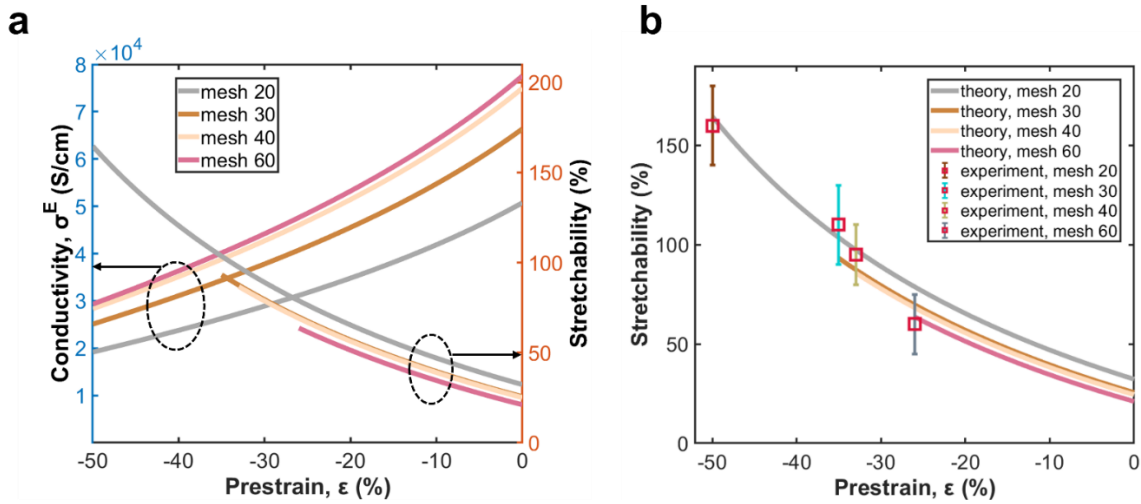 a
b
8 ×10⁴
7
6
5
4
3
2
1
Conductivity, σᴱ (S/cm)
mesh 20
mesh 30
mesh 40
mesh 60
200
150
100
50
0
Stretchability (%)
-50 -40 -30 -20 -10 0
Prestrain, ε (%)
150
100
50
0
Stretchability (%)
theory, mesh 20
theory, mesh 30
theory, mesh 40
theory, mesh 60
experiment, mesh 20
experiment, mesh 30
experiment, mesh 40
experiment, mesh 60
-50 -40 -30 -20 -10 0
Prestrain, ε (%)